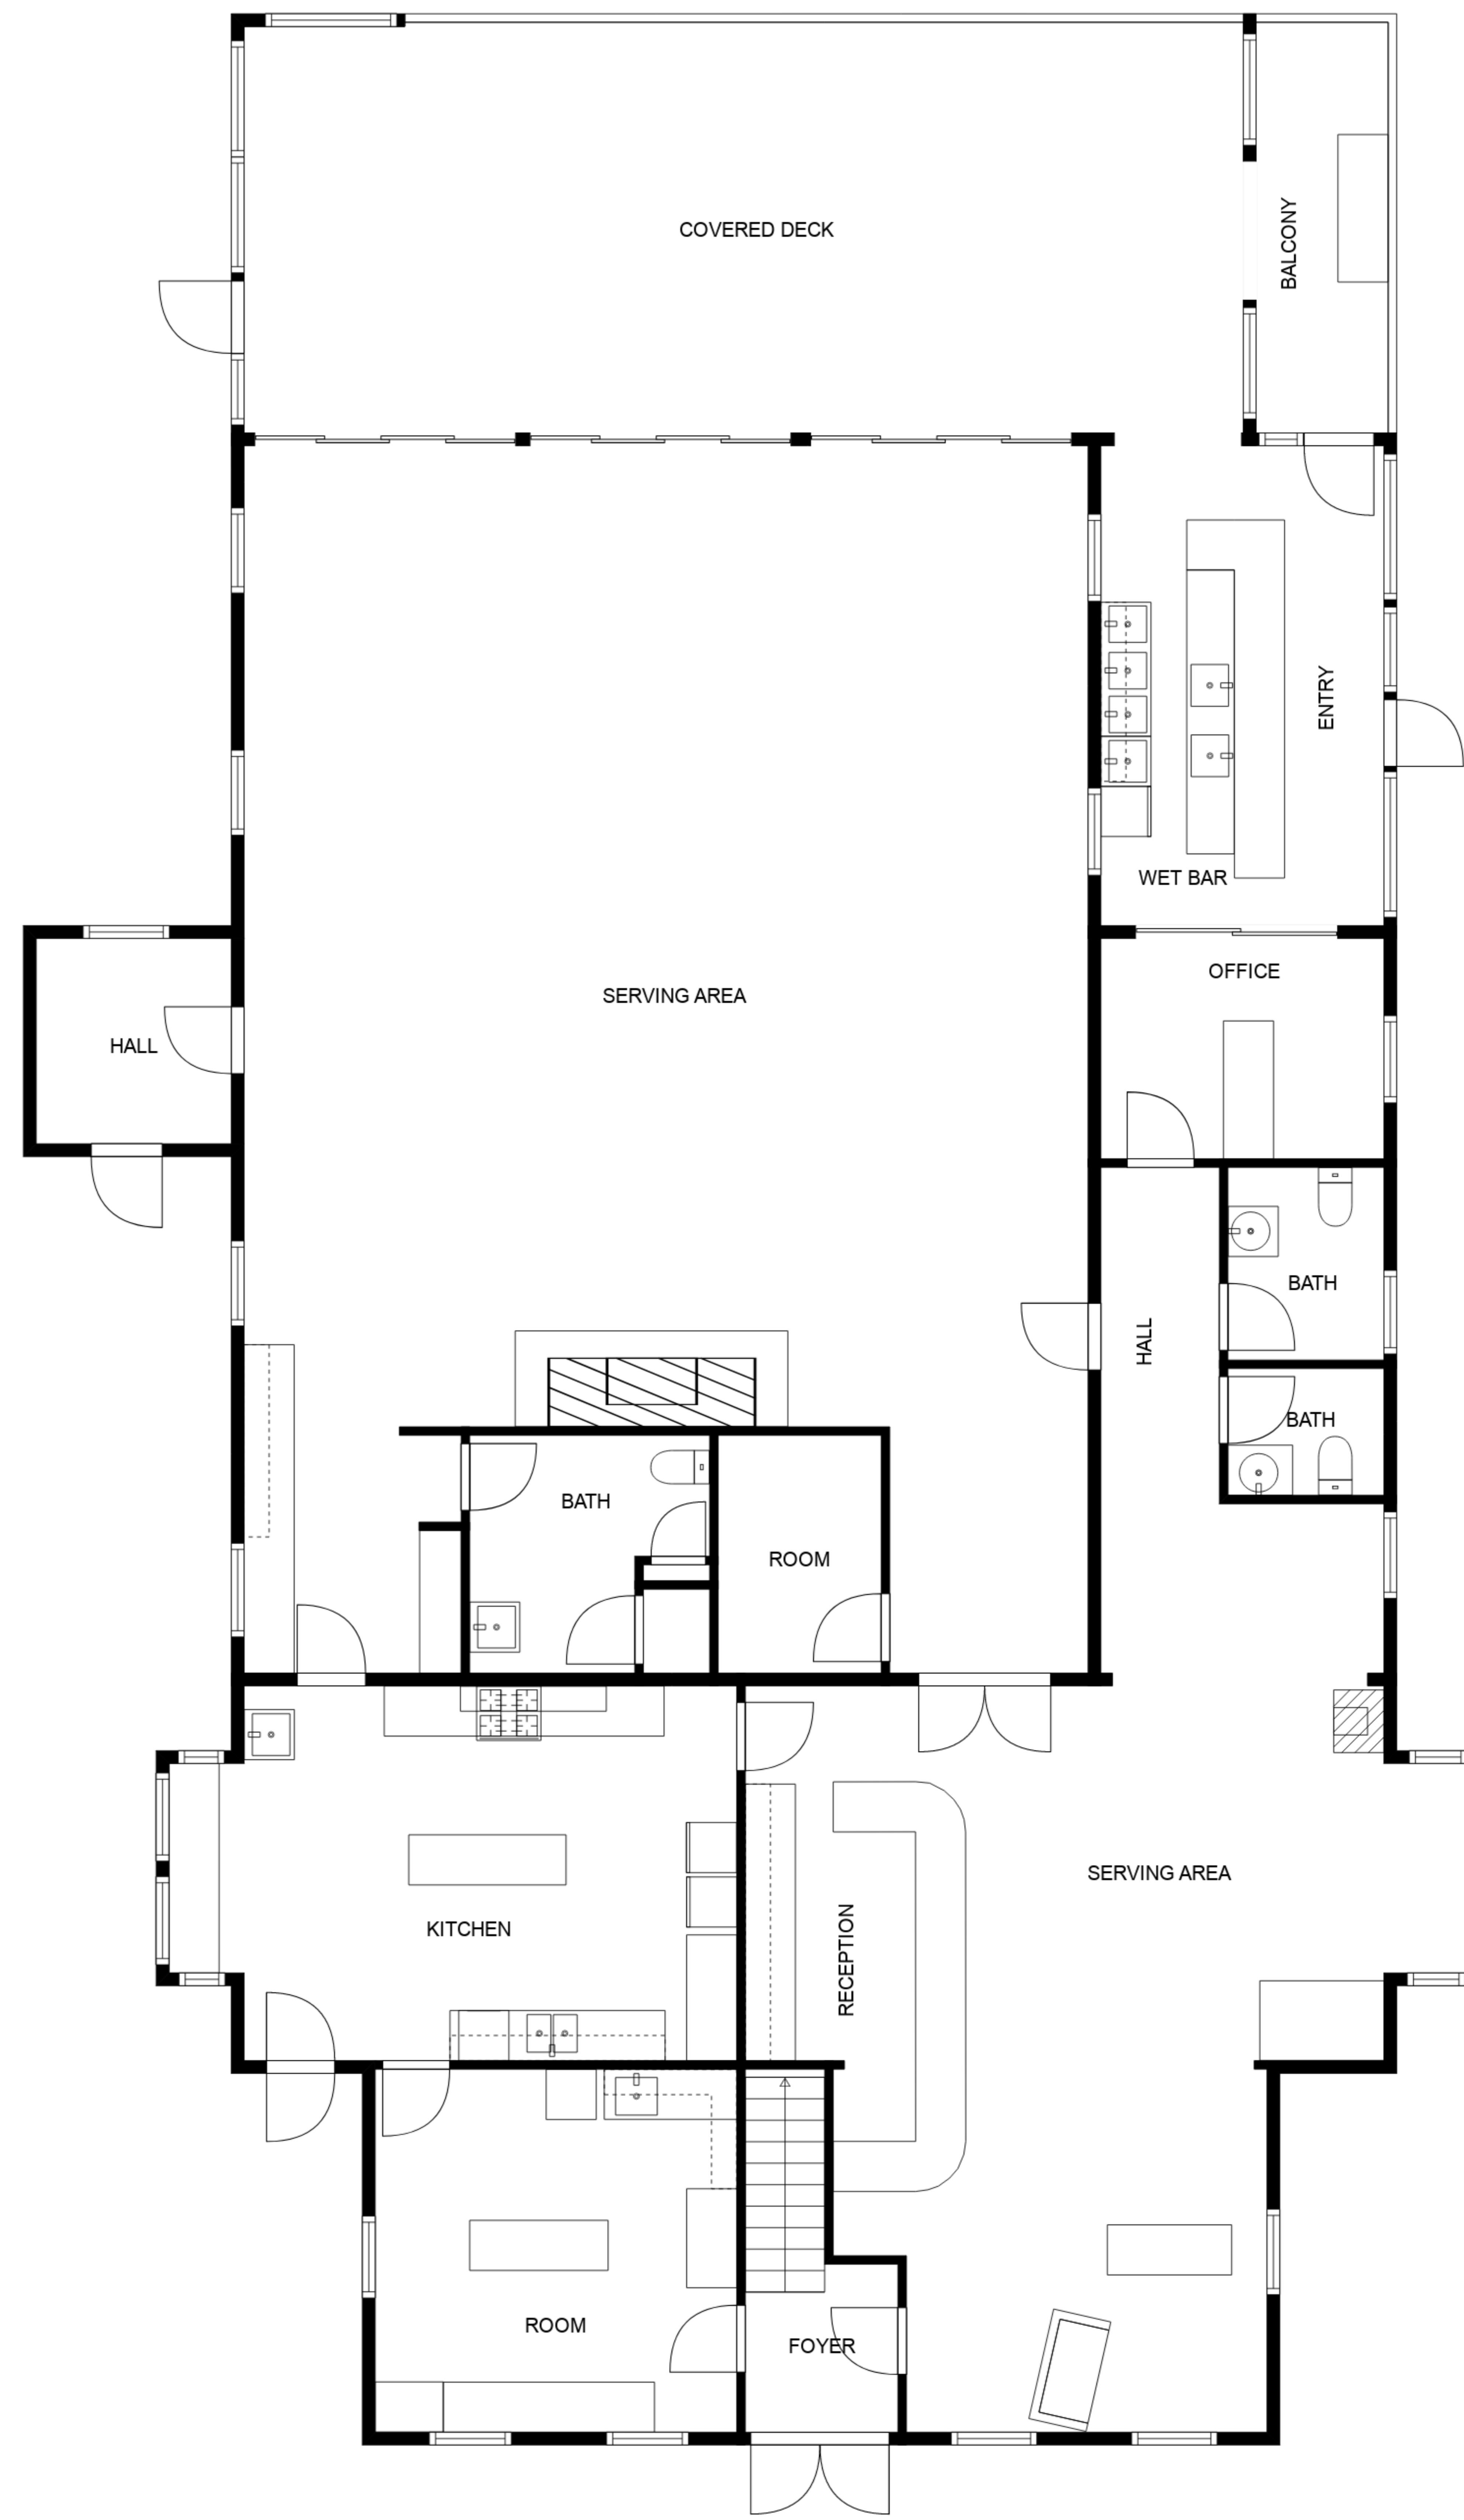 COVERED DECK
BALCONY
ENTRY
WET BAR
OFFICE
SERVING AREA
HALL
BATH
HALL
BATH
BATH
ROOM
SERVING AREA
RECEPTION
KITCHEN
ROOM
FOYER